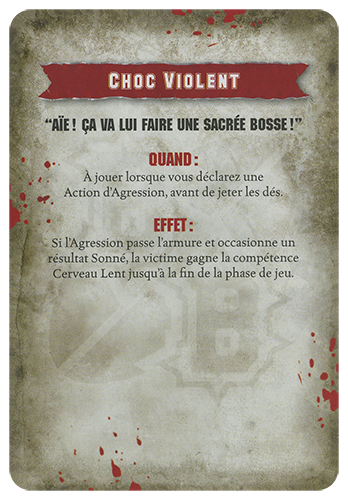 CHOC VIOLENT
“AÏE ! ÇA VA LUI FAIRE UNE SACRÉE BOSSE !”
QUAND :
À jouer lorsque vous déclarez une
Action d’Agression, avant de jeter les dés.
EFFET :
Si l’Agression passe l’armure et occasionne un
résultat Sonné, la victime gagne la compétence
Cerveau Lent jusqu’à la fin de la phase de jeu.